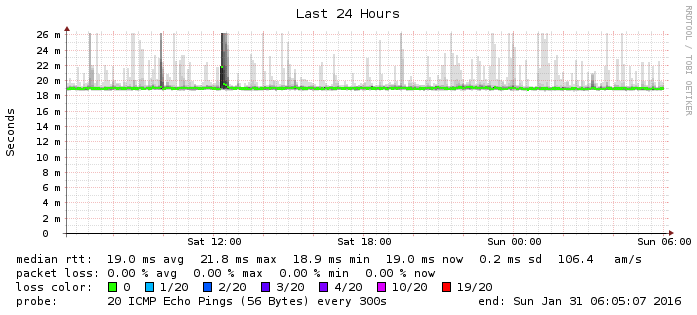 Last 24 Hours
RRDTOOL / TOBI OETIKER
Seconds
26 m
24 m
22 m
20 m
18 m
16 m
14 m
12 m
10 m
8 m
6 m
4 m
2 m
0
Sat 12:00 Sat 18:00 Sun 00:00 Sun 06:00
median rtt: 19.0 ms avg 21.8 ms max 18.9 ms min 19.0 ms now 0.2 ms sd 106.4 am/s
packet loss: 0.00 % avg 0.00 % max 0.00 % min 0.00 % now
loss color: 0 1/20 2/20 3/20 4/20 10/20 19/20
probe: 20 ICMP Echo Pings (56 Bytes) every 300s end: Sun Jan 31 06:05:07 2016